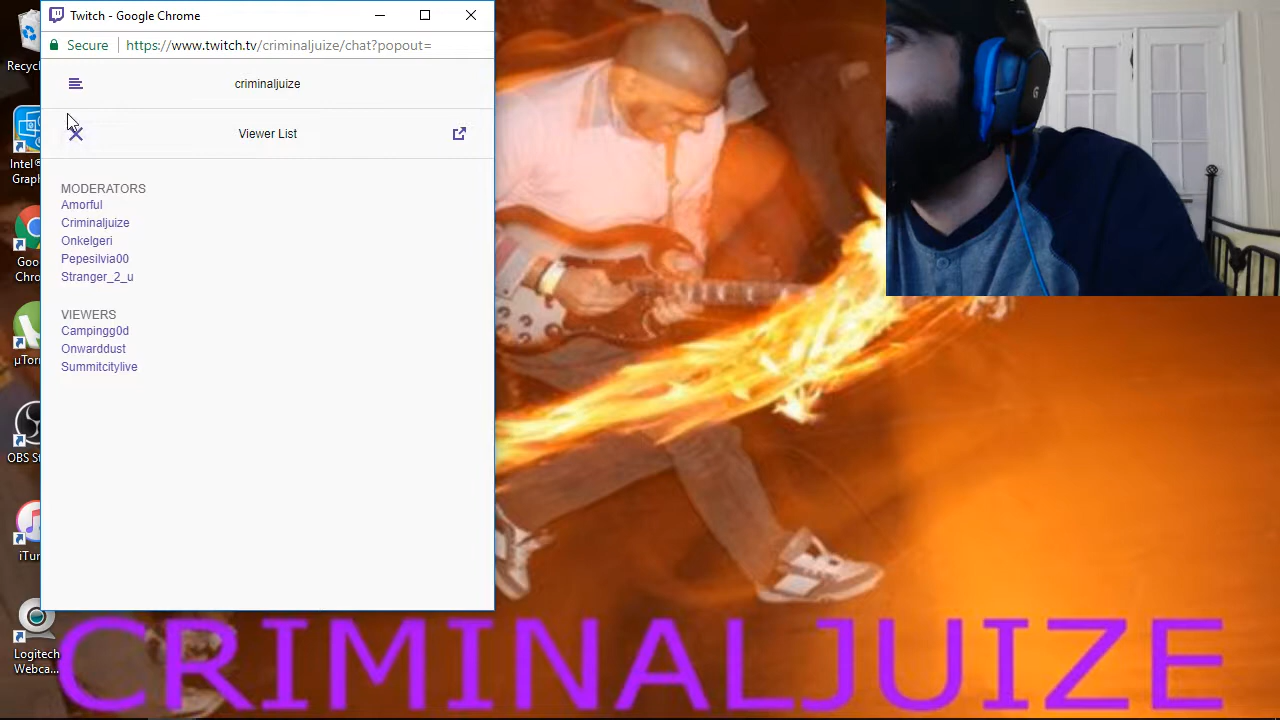 Twitch - Google Chrome
Secure
https://www.twitch.tv/criminaljuize/chat?popout=
criminaljuize
Viewer List
MODERATORS
Amorful
Criminaljuize
Onkelgeri
Pepesilvia00
Stranger_2_u
VIEWERS
Campingg0d
Onwarddust
Summitcitylive
Recyc
Intel®
Graph
Goo
Chro
µTorr
OBS St
iTur
Logitech
Webca...
G
CRIMINALJUIZE